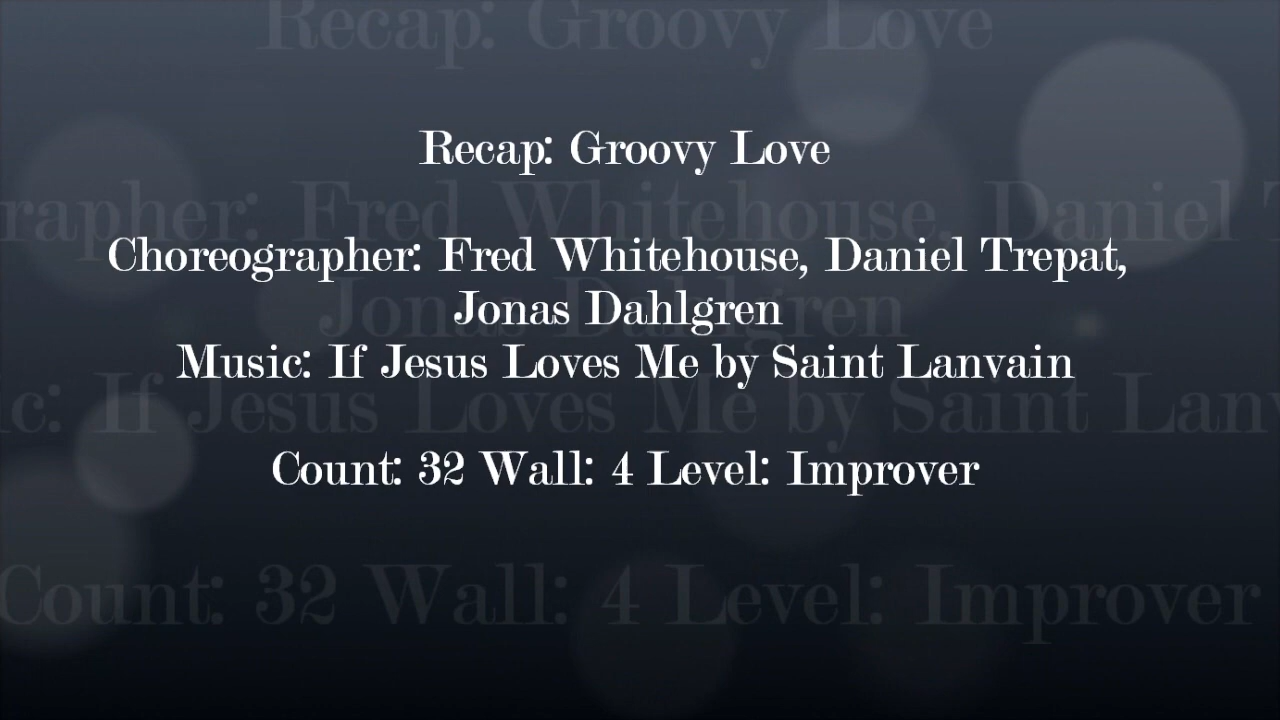 Recap: Groovy Love
Choreographer: Fred Whitehouse, Daniel Trepat,
Jonas Dahlgren
Music: If Jesus Loves Me by Saint Lanvain
Count: 32 Wall: 4 Level: Improver